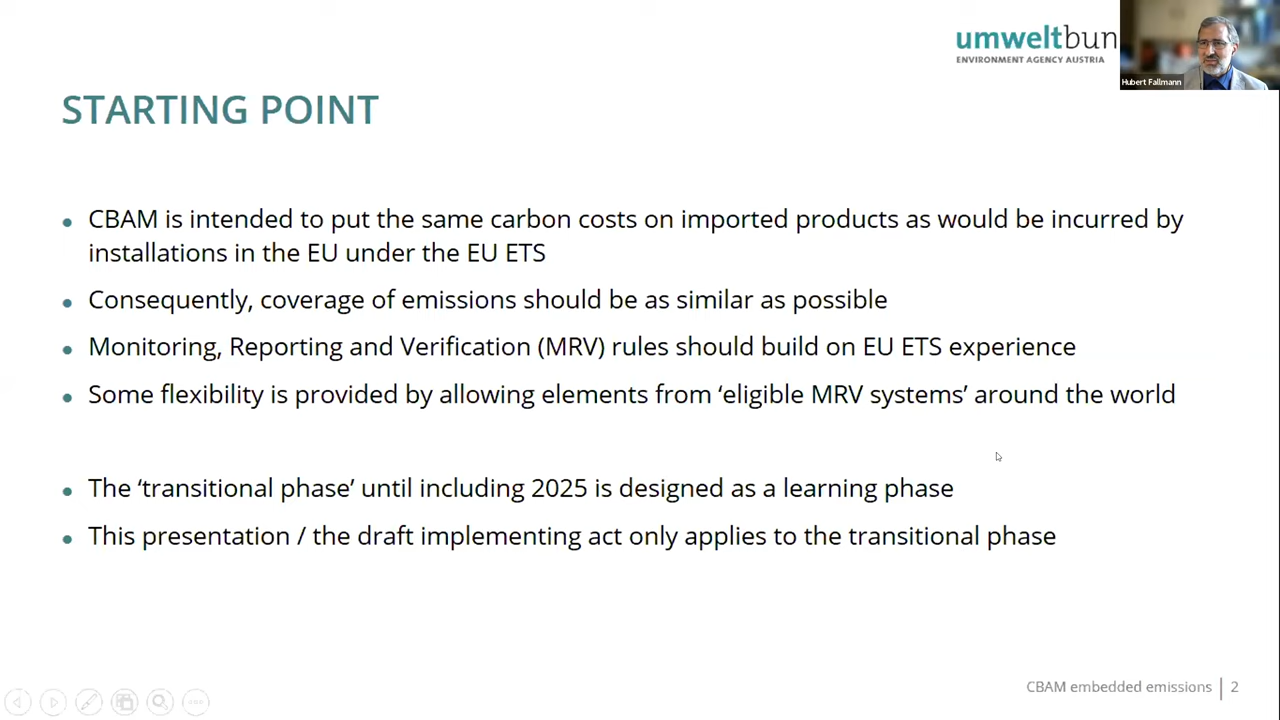 umweltbun
ENVIRONMENT AGENCY AUSTRIA
Hubert Fallmann
STARTING POINT
• CBAM is intended to put the same carbon costs on imported products as would be incurred by
installations in the EU under the EU ETS
• Consequently, coverage of emissions should be as similar as possible
• Monitoring, Reporting and Verification (MRV) rules should build on EU ETS experience
• Some flexibility is provided by allowing elements from ‘eligible MRV systems’ around the world
• The ‘transitional phase’ until including 2025 is designed as a learning phase
• This presentation / the draft implementing act only applies to the transitional phase
CBAM embedded emissions | 2